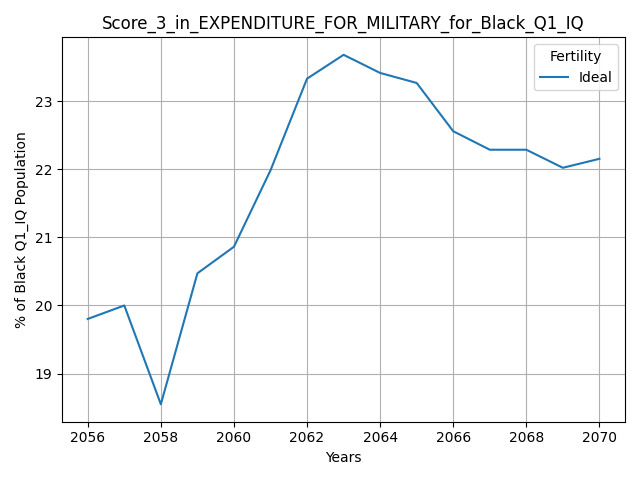 Score_3_in_EXPENDITURE_FOR_MILITARY_for_Black_Q1_IQ
Fertility
Ideal
% of Black Q1_IQ Population
23
22
21
20
19
2056 2058 2060 2062 2064 2066 2068 2070
Years